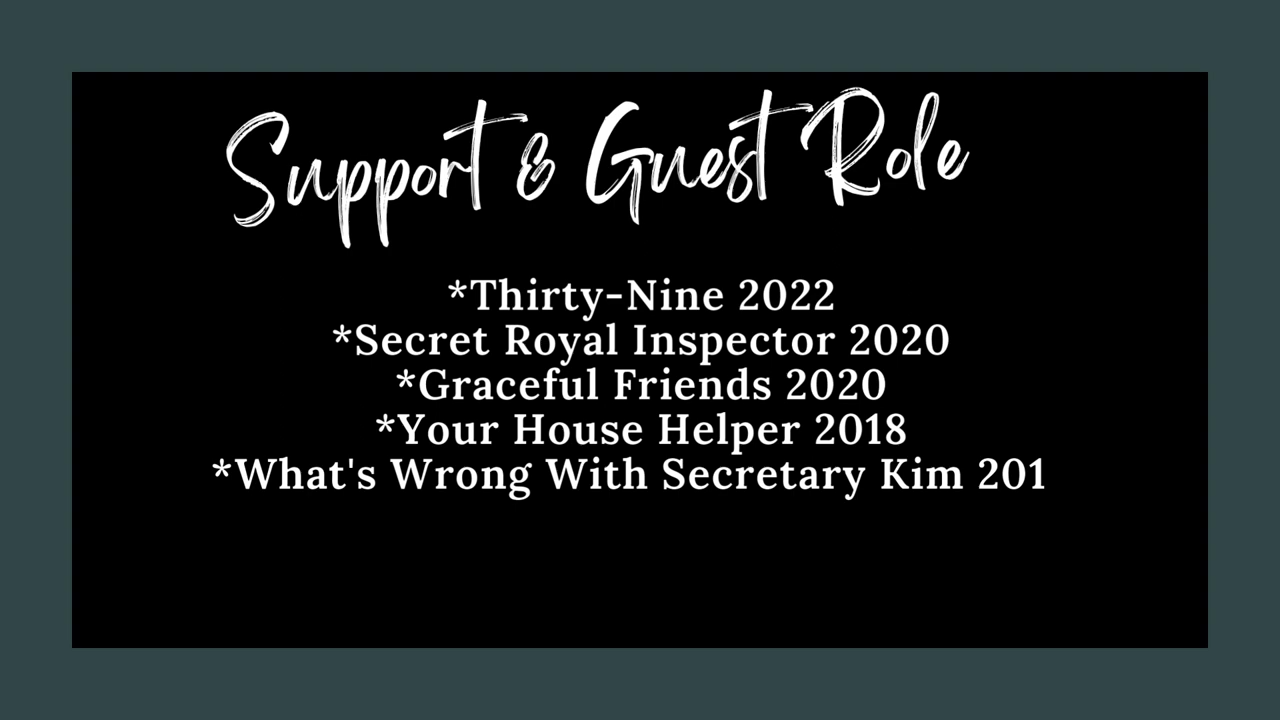 Support & Guest Role
*Thirty-Nine 2022
*Secret Royal Inspector 2020
*Graceful Friends 2020
*Your House Helper 2018
*What's Wrong With Secretary Kim 201